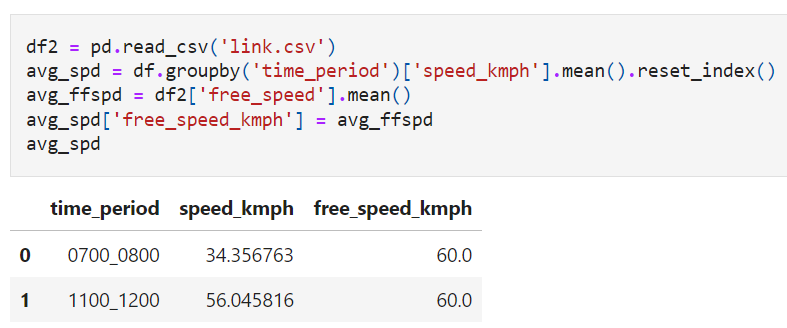 df2 = pd.read_csv('link.csv')
avg_spd = df.groupby('time_period')['speed_kmph'].mean().reset_index()
avg_ffspd = df2['free_speed'].mean()
avg_spd['free_speed_kmph'] = avg_ffspd
avg_spd
time_period speed_kmph free_speed_kmph
0 0700_0800 34.356763 60.0
1 1100_1200 56.045816 60.0